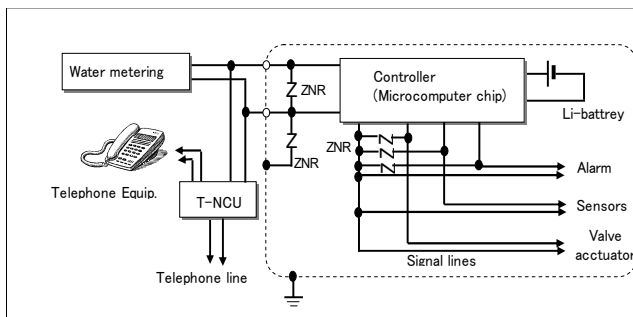 Water metering
Controller
(Microcomputer chip)
ZNR
Li-battrey
ZNR
ZNR
Alarm
Telephone Equip.
T-NCU
Sensors
Valve
acctuator
Signal lines
Telephone line